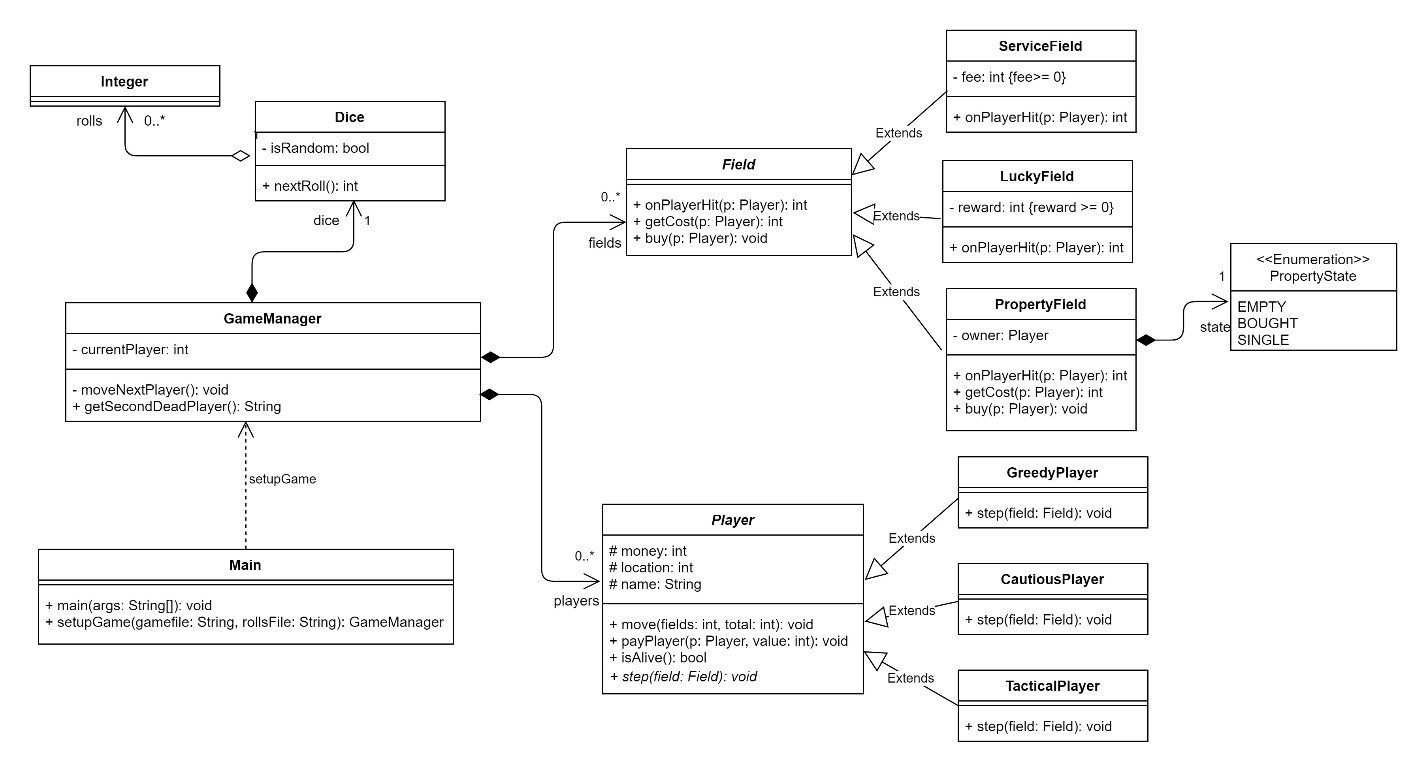 Integer
rolls
0..*
Dice
- isRandom: bool
+ nextRoll(): int
dice
1
GameManager
- currentPlayer: int
- moveNextPlayer(): void
+ getSecondDeadPlayer(): String
setupGame
Main
+ main(args: String[]): void
+ setupGame(gamefile: String, rollsFile: String): GameManager
0..*
fields
Field
+ onPlayerHit(p: Player): int
+ getCost(p: Player): int
+ buy(p: Player): void
Extends
Extends
Extends
ServiceField
- fee: int {fee>= 0}
+ onPlayerHit(p: Player): int
LuckyField
- reward: int {reward >= 0}
+ onPlayerHit(p: Player): int
PropertyField
- owner: Player
+ onPlayerHit(p: Player): int
+ getCost(p: Player): int
+ buy(p: Player): void
1
state
<<Enumeration>>
PropertyState
EMPTY
BOUGHT
SINGLE
0..*
players
Player
# money: int
# location: int
# name: String
+ move(fields: int, total: int): void
+ payPlayer(p: Player, value: int): void
+ isAlive(): bool
+ step(field: Field): void
Extends
Extends
Extends
GreedyPlayer
+ step(field: Field): void
CautiousPlayer
+ step(field: Field): void
TacticalPlayer
+ step(field: Field): void